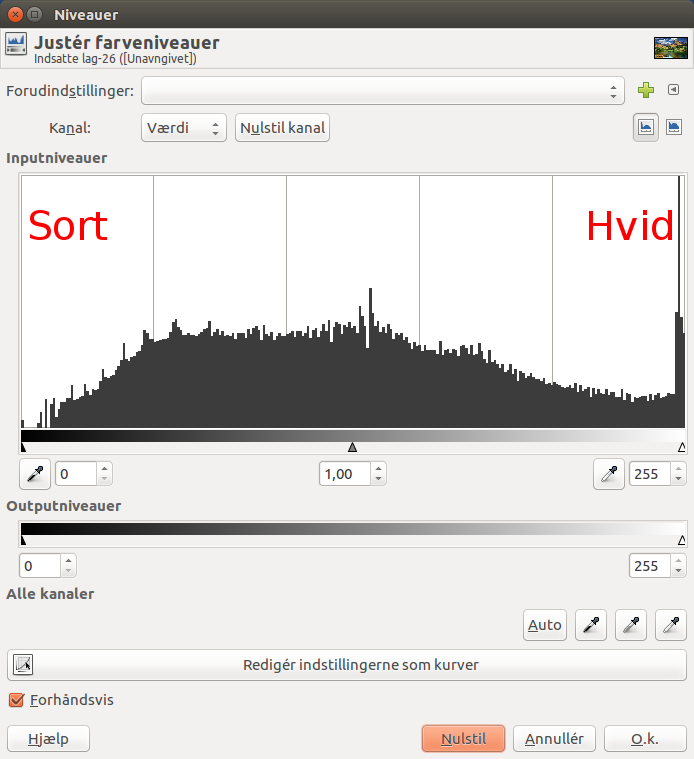 Niveauer
Justér farveniveauer
Indsatte lag-26 ([Unavngivet])
Forudindstillinger:
Kanal: Værdi Nulstil kanal
Inputniveauer
Sort Hvid
0 1,00 255
Outputniveauer
0 255
Alle kanaler
Auto
Redigér indstillingerne som kurver
Forhåndsvis
Hjælp Nulstil Annullér O.k.